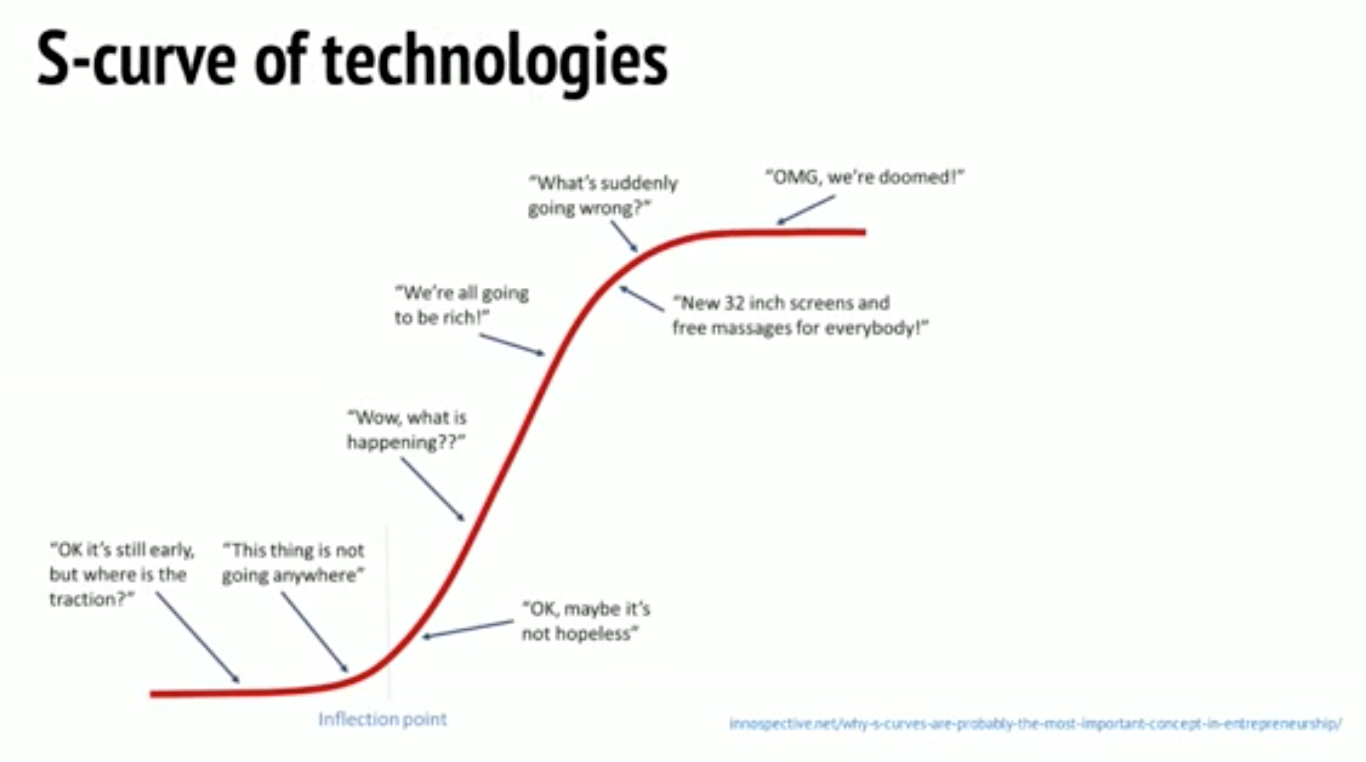 S-curve of technologies
“What’s suddenly
going wrong?”
“OMG, we’re doomed!”
“We’re all going
to be rich!”
“New 32 inch screens and
free massages for everybody!”
“Wow, what is
happening??”
“OK it’s still early,
but where is the
traction?”
“This thing is not
going anywhere”
“OK, maybe it’s
not hopeless”
Inflection point
innospective.net/why-s-curves-are-probably-the-most-important-concept-in-entrepreneurship/